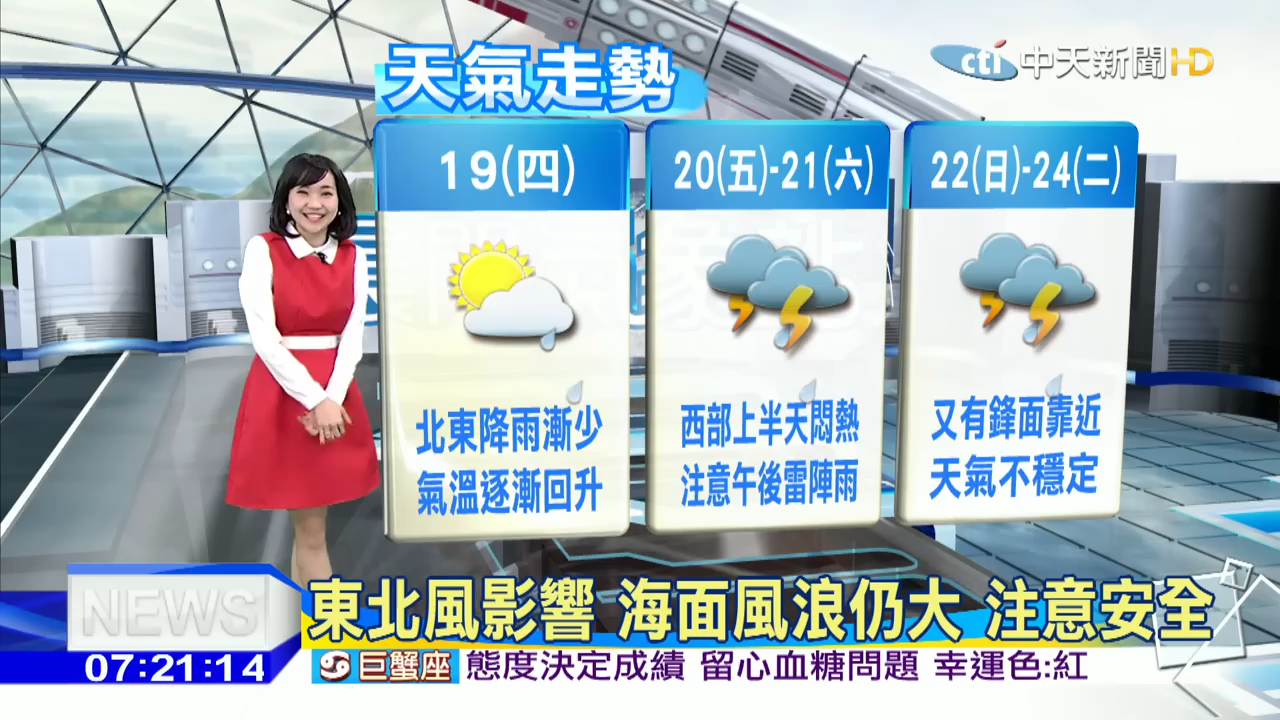 天氣走勢
cti 中天新聞HD
19(四)
北東降雨漸少
氣溫逐漸回升
20(五)-21(六)
西部上半天悶熱
注意午後雷陣雨
22(日)-24(二)
又有鋒面靠近
天氣不穩定
NEWS
東北風影響 海面風浪仍大 注意安全
07:21:14
巨蟹座 態度決定成績 留心血糖問題 幸運色:紅